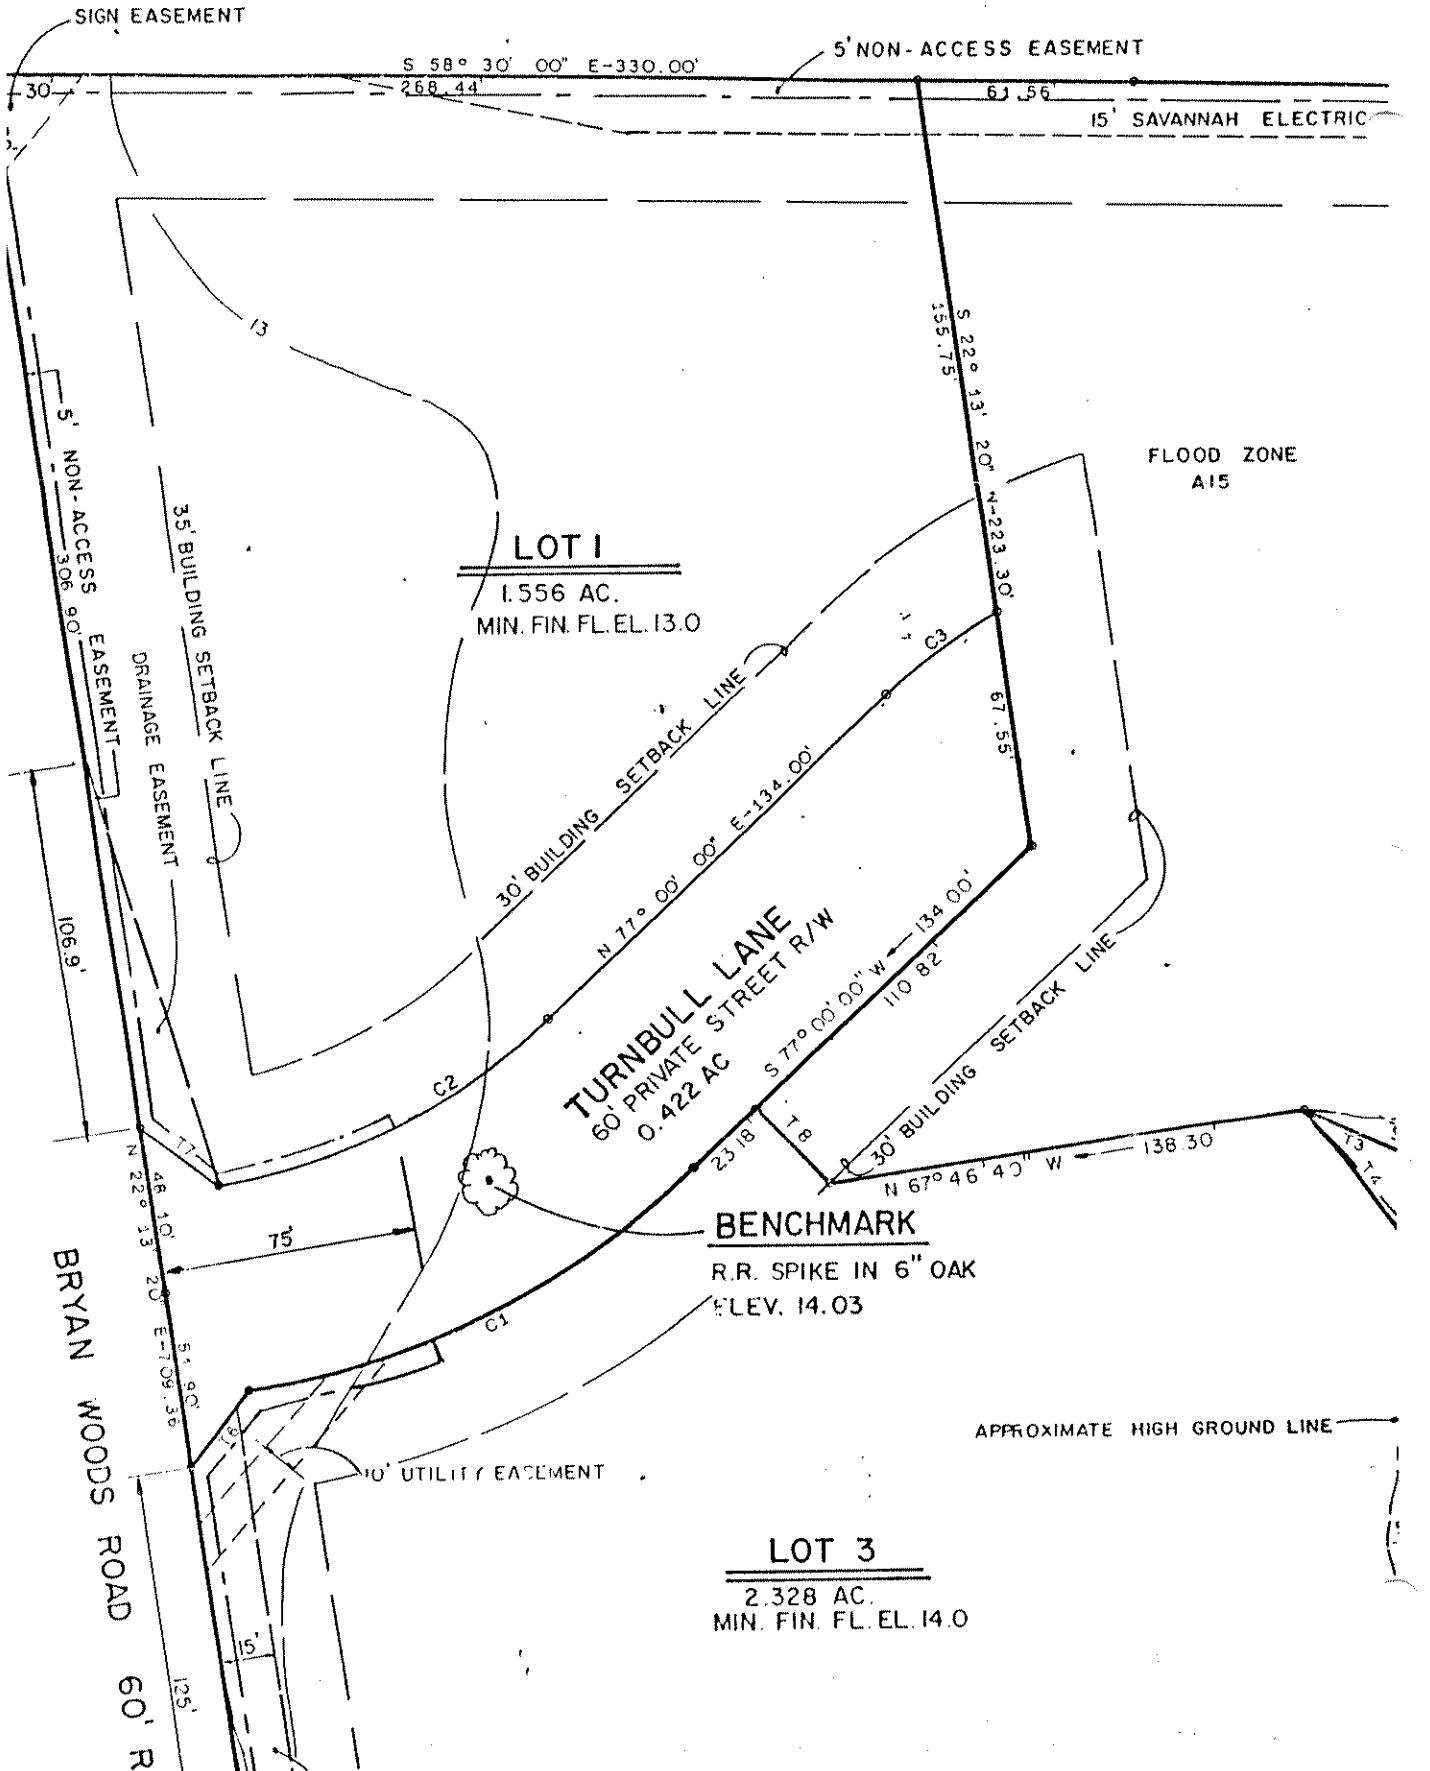 SIGN EASEMENT
5' NON-ACCESS EASEMENT
S 58° 30' 00" E-330.00'
30'
268.44'
61.56'
15' SAVANNAH ELECTRIC
13
S 22° 13' 20" N-223.30'
155.75'
FLOOD ZONE
A15
5' NON-ACCESS EASEMENT
306.90'
35' BUILDING SETBACK LINE
DRAINAGE EASEMENT
LOT 1
1.556 AC.
MIN. FIN. FL. EL. 13.0
C3
67.55'
30' BUILDING SETBACK LINE
N 77° 00' 00" E-134.00'
106.9'
TURNBULL LANE
60' PRIVATE STREET R/W
0.422 AC
S 77° 00' 00" W 134.00'
110.82'
30' BUILDING SETBACK LINE
C2
T7
23.18'
T8
N 67° 46' 40" W 138.30'
T3
T4
N 22° 13' 20" E-709.36
46.10'
51.90'
75'
BENCHMARK
R.R. SPIKE IN 6" OAK
ELEV. 14.03
C1
T6
BRYAN WOODS ROAD 60' R
10' UTILITY EASEMENT
APPROXIMATE HIGH GROUND LINE
LOT 3
2.328 AC.
MIN. FIN. FL. EL. 14.0
15'
125'